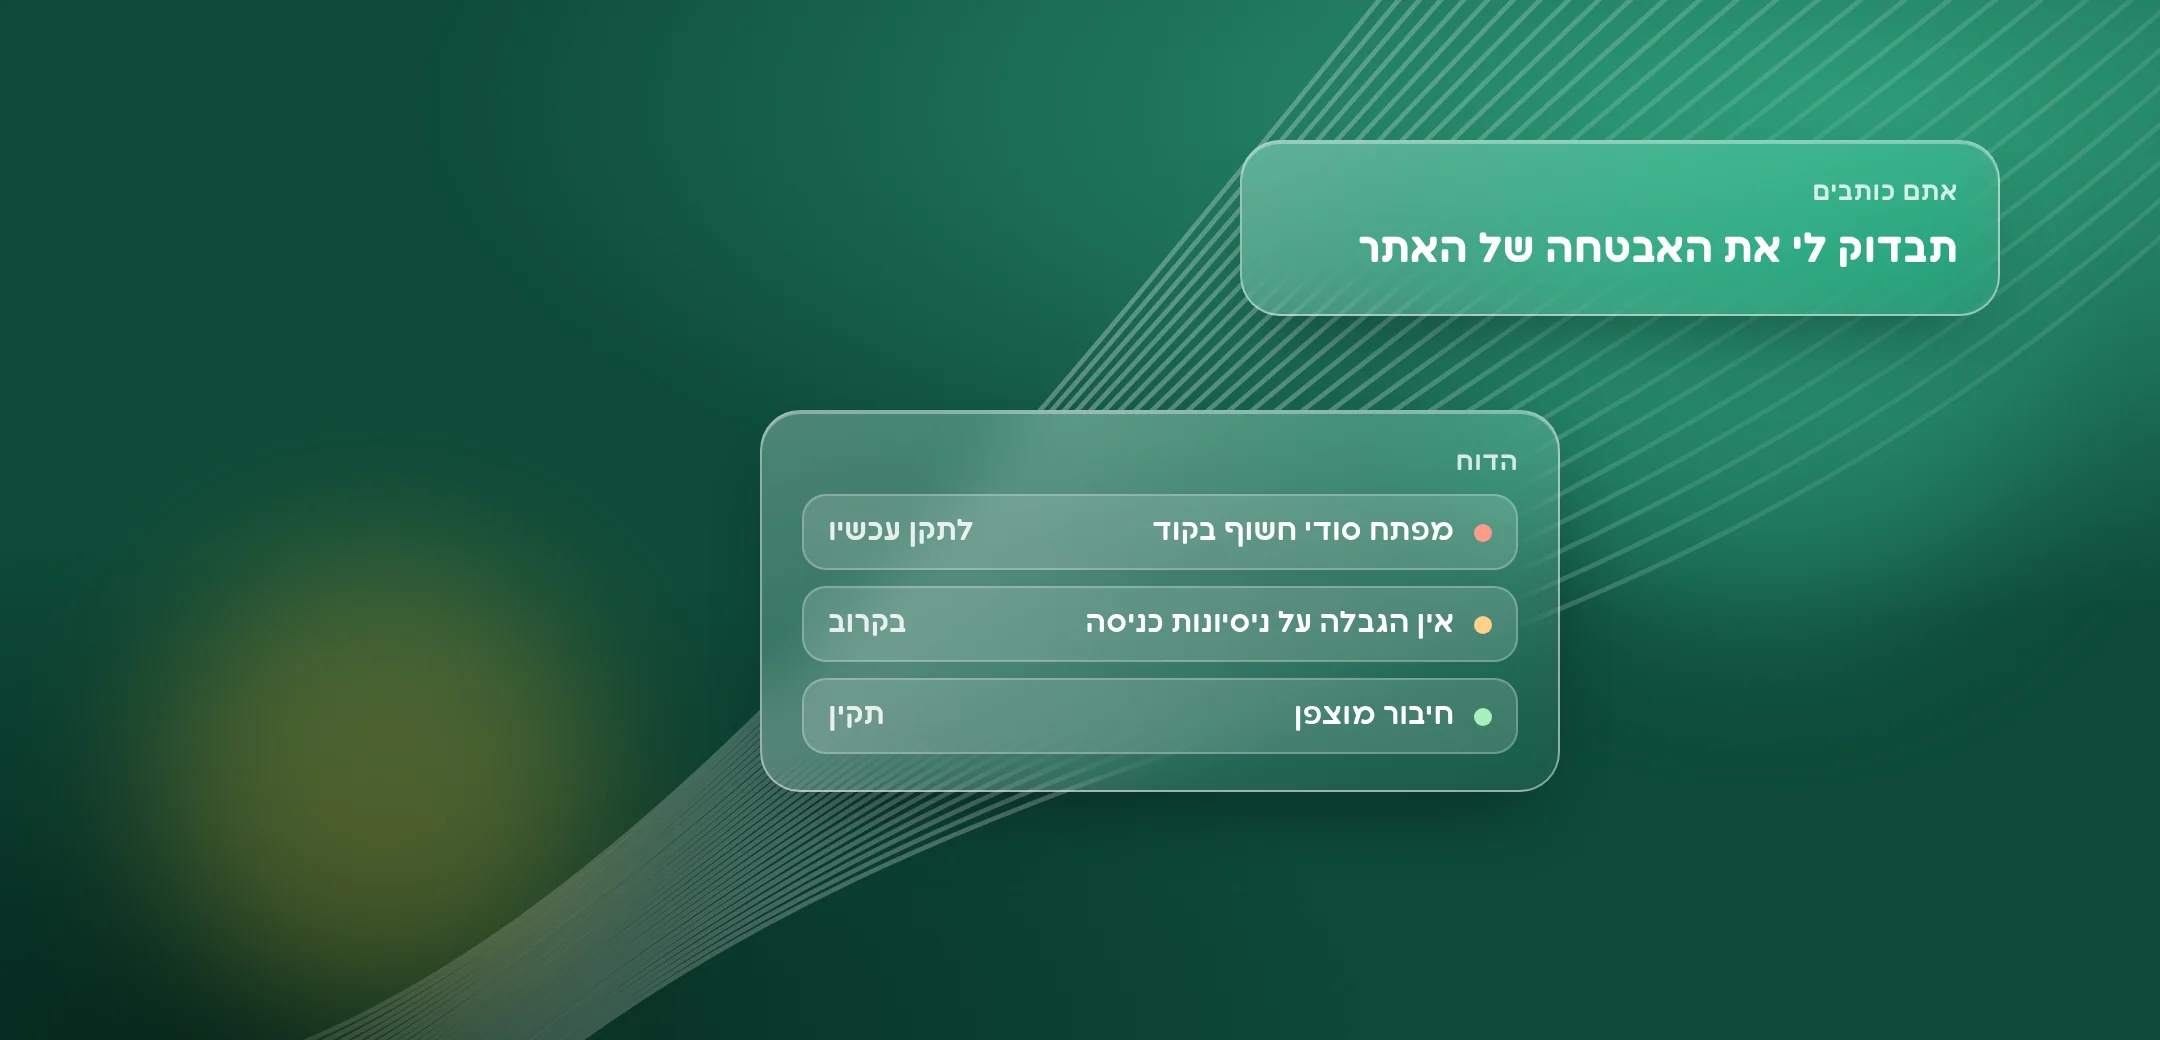 אתם כותבים
תבדוק לי את האבטחה של האתר
הדוח
מפתח סודי חשוף בקוד לתקן עכשיו
אין הגבלה על ניסיונות כניסה בקרוב
חיבור מוצפן תקין